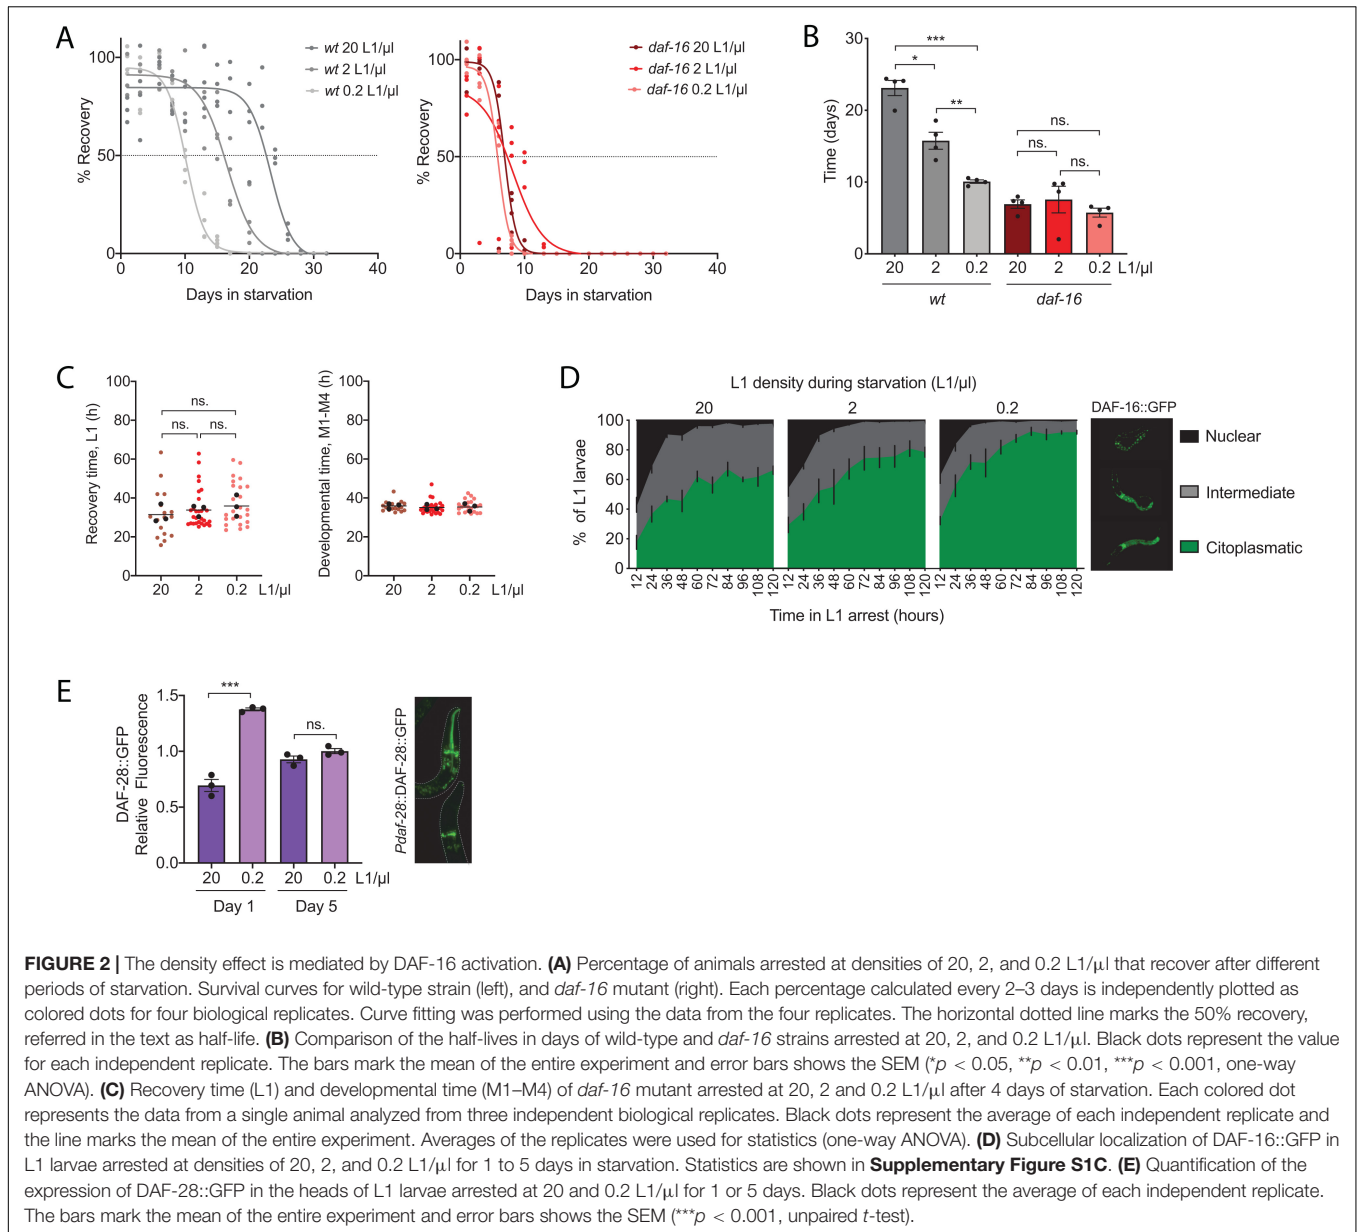 A
100
50
0
% Recovery
0 10 20 30 40
Days in starvation
wt 20 L1/µl
wt 2 L1/µl
wt 0.2 L1/µl
100
50
0
% Recovery
0 10 20 30 40
Days in starvation
daf-16 20 L1/µl
daf-16 2 L1/µl
daf-16 0.2 L1/µl
B
30
20
10
0
Time (days)
***
*
**
ns.
ns.
ns.
20 2 0.2 20 2 0.2 L1/µl
wt daf-16
C
100
80
60
40
20
0
Recovery time, L1 (h)
ns.
ns. ns.
20 2 0.2 L1/µl
100
80
60
40
20
0
Developmental time, M1-M4 (h)
20 2 0.2 L1/µl
D
L1 density during starvation (L1/µl)
20 2 0.2
100
80
60
40
20
0
% of L1 larvae
12 24 36 48 60 72 84 96 108 120
12 24 36 48 60 72 84 96 108 120
12 24 36 48 60 72 84 96 108 120
Time in L1 arrest (hours)
DAF-16::GFP
Nuclear
Intermediate
Citoplasmatic
E
1.5
1.0
0.5
0.0
DAF-28::GFP
Relative Fluorescence
***
ns.
20 0.2 20 0.2 L1/µl
Day 1 Day 5
Pdaf-28::DAF-28::GFP
FIGURE 2 | The density effect is mediated by DAF-16 activation. (A) Percentage of animals arrested at densities of 20, 2, and 0.2 L1/µl that recover after different
periods of starvation. Survival curves for wild-type strain (left), and daf-16 mutant (right). Each percentage calculated every 2–3 days is independently plotted as
colored dots for four biological replicates. Curve fitting was performed using the data from the four replicates. The horizontal dotted line marks the 50% recovery,
referred in the text as half-life. (B) Comparison of the half-lives in days of wild-type and daf-16 strains arrested at 20, 2, and 0.2 L1/µl. Black dots represent the value
for each independent replicate. The bars mark the mean of the entire experiment and error bars shows the SEM (*p < 0.05, **p < 0.01, ***p < 0.001, one-way
ANOVA). (C) Recovery time (L1) and developmental time (M1–M4) of daf-16 mutant arrested at 20, 2 and 0.2 L1/µl after 4 days of starvation. Each colored dot
represents the data from a single animal analyzed from three independent biological replicates. Black dots represent the average of each independent replicate and
the line marks the mean of the entire experiment. Averages of the replicates were used for statistics (one-way ANOVA). (D) Subcellular localization of DAF-16::GFP in
L1 larvae arrested at densities of 20, 2, and 0.2 L1/µl for 1 to 5 days in starvation. Statistics are shown in Supplementary Figure S1C. (E) Quantification of the
expression of DAF-28::GFP in the heads of L1 larvae arrested at 20 and 0.2 L1/µl for 1 or 5 days. Black dots represent the average of each independent replicate.
The bars mark the mean of the entire experiment and error bars shows the SEM (***p < 0.001, unpaired t-test).